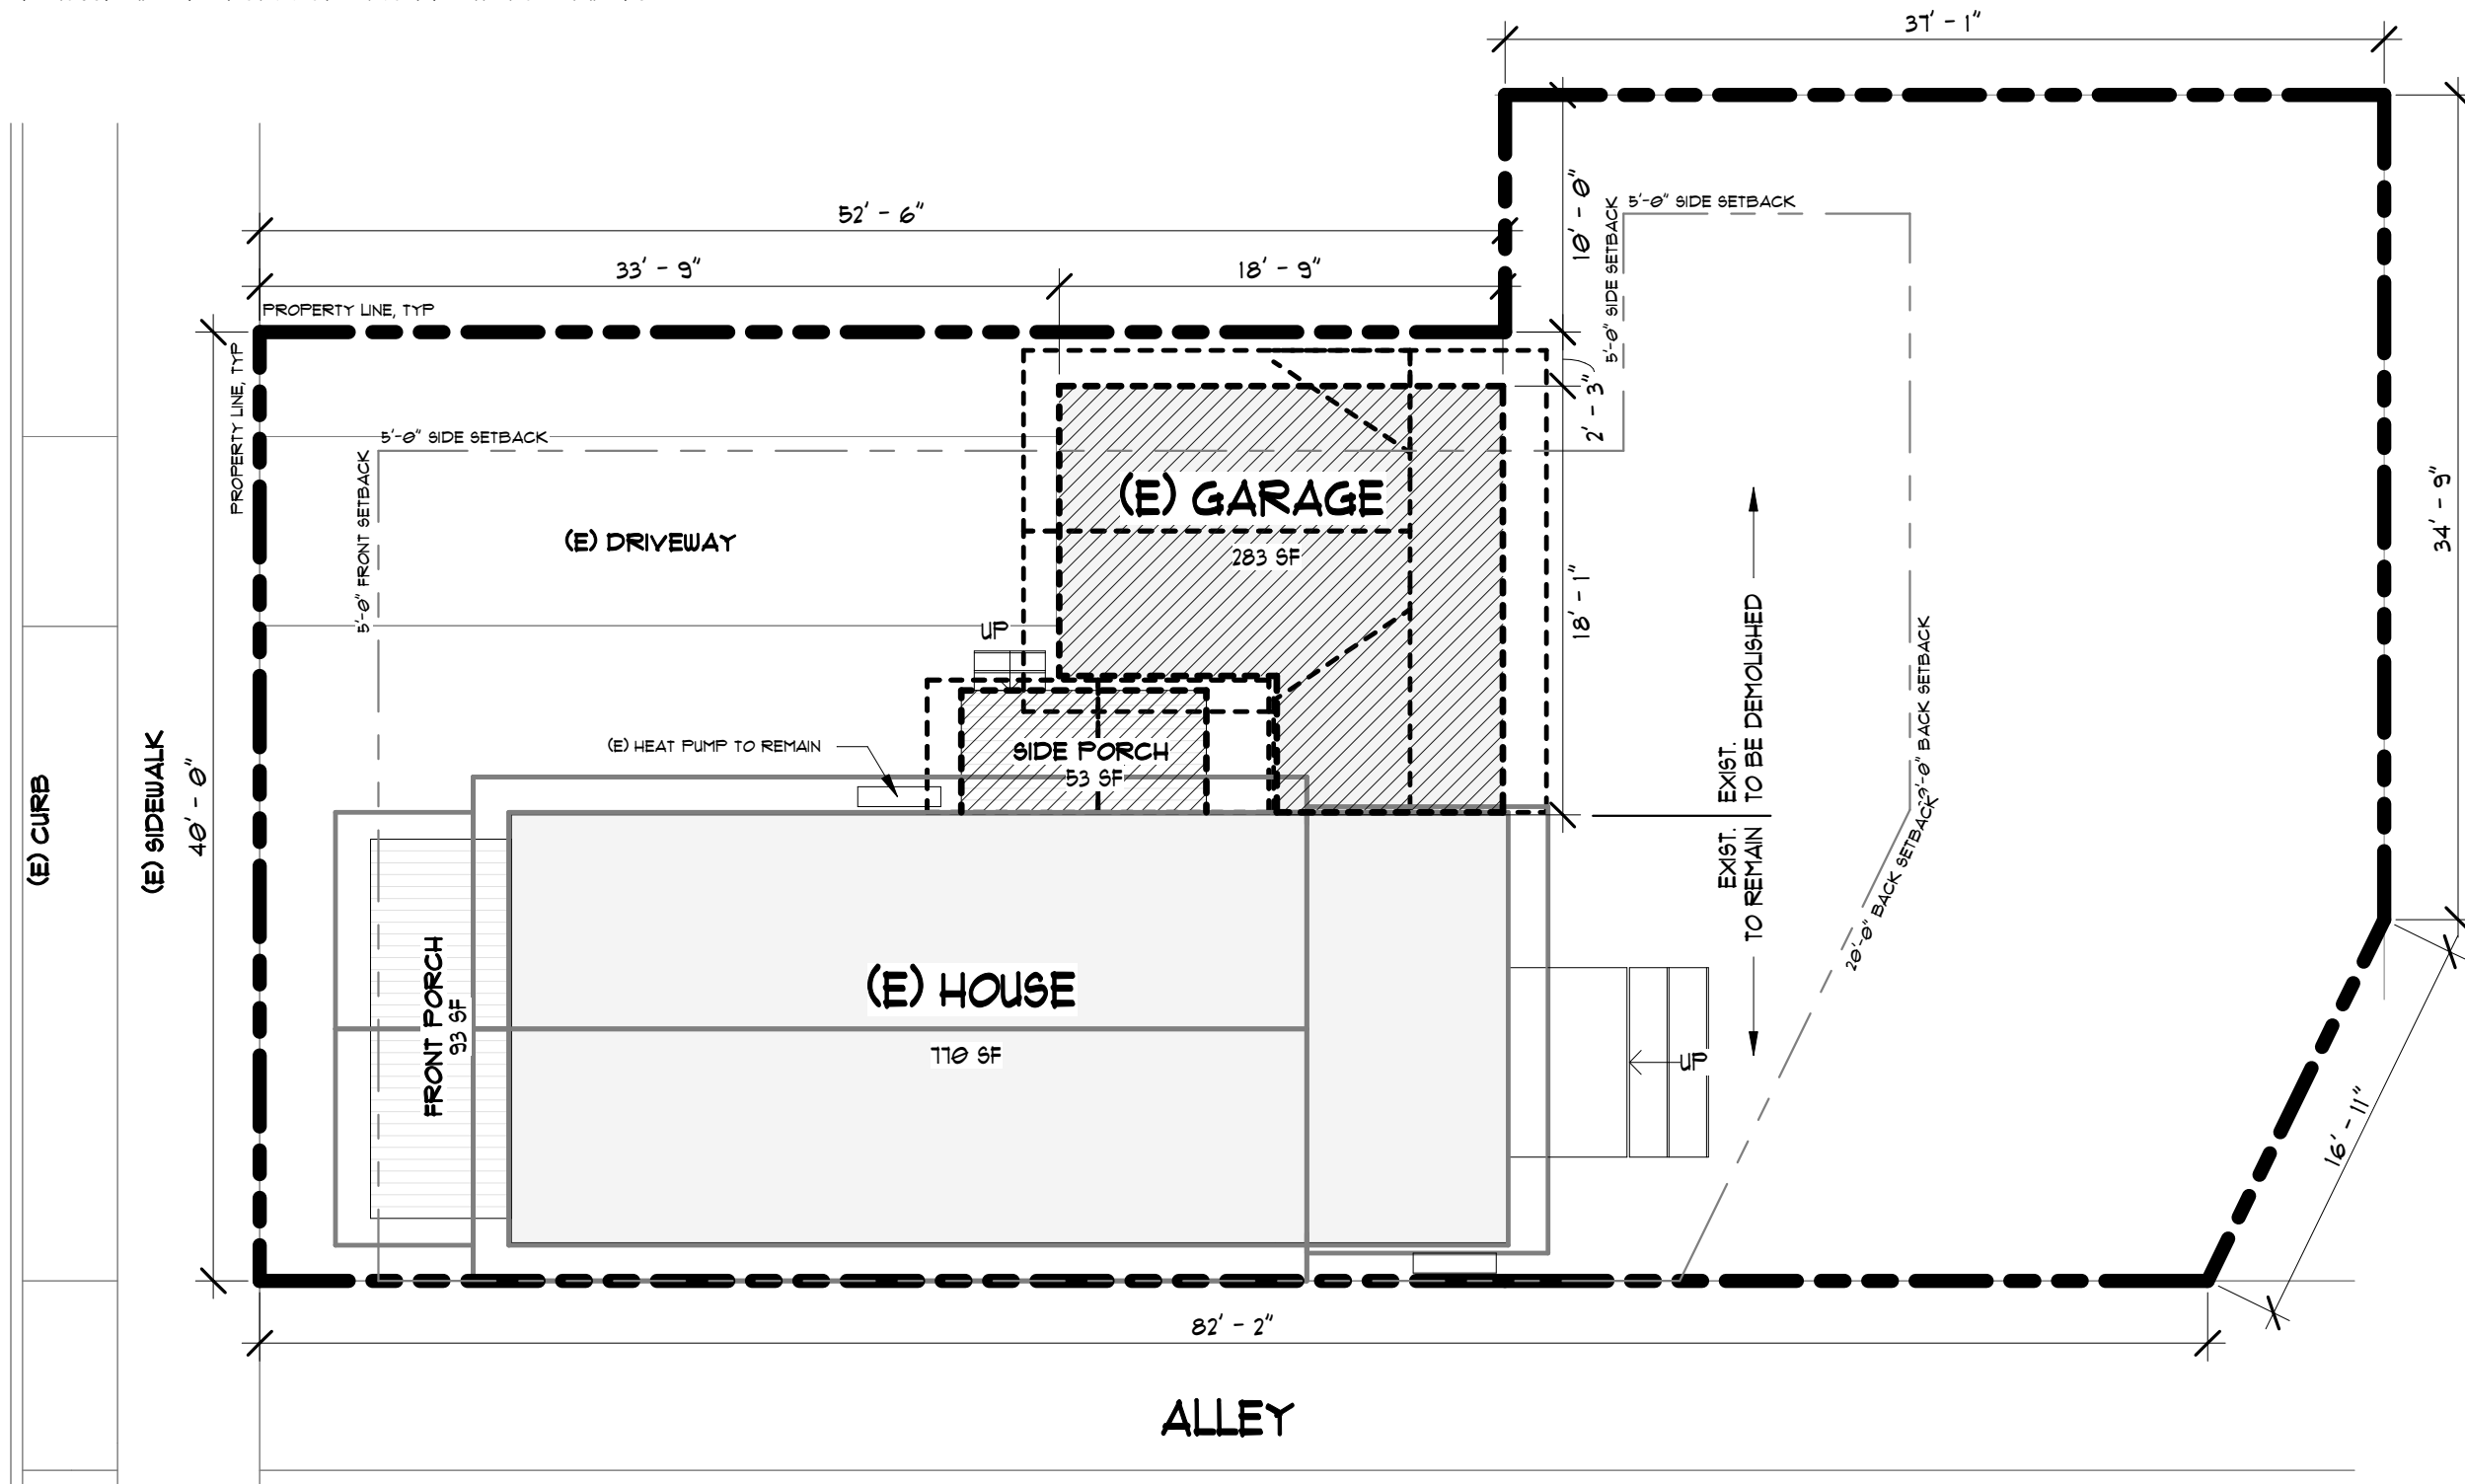 37' - 1"
52' - 6"
33' - 9"
18' - 9"
10' - 0"
5'-0" SIDE SETBACK
5'-0" SIDE SETBACK
PROPERTY LINE, TYP
PROPERTY LINE, TYP
5'-0" SIDE SETBACK
5'-0" FRONT SETBACK
2' - 3"
34' - 9"
(E) GARAGE
283 SF
(E) DRIVEWAY
18' - 1"
UP
EXIST.
TO BE DEMOLISHED
20'-0" BACK SETBACK
(E) HEAT PUMP TO REMAIN
SIDE PORCH
53 SF
(E) CURB
(E) SIDEWALK
40' - 0"
EXIST.
TO REMAIN
20'-0" BACK SETBACK
FRONT PORCH
93 SF
(E) HOUSE
770 SF
UP
16' - 11"
82' - 2"
ALLEY